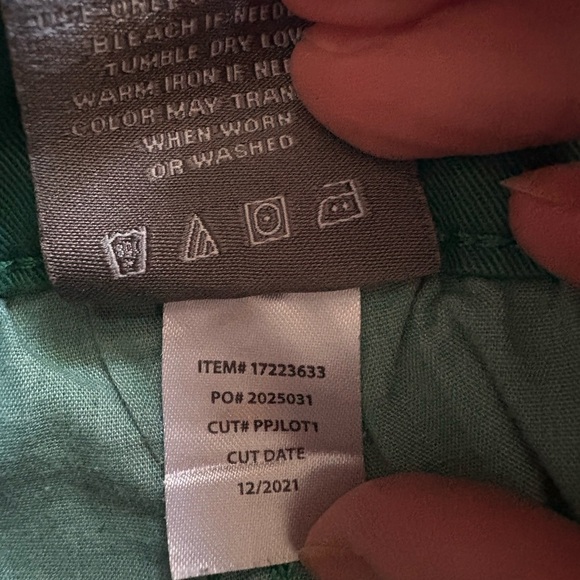 BLEACH IF
TUMBLE DRY
WARM IRON IF
COLOR MAY
WHEN WORN
OR WASHED
ITEM# 17223633
PO# 2025031
CUT# PPJLOT1
CUT DATE
12/2021